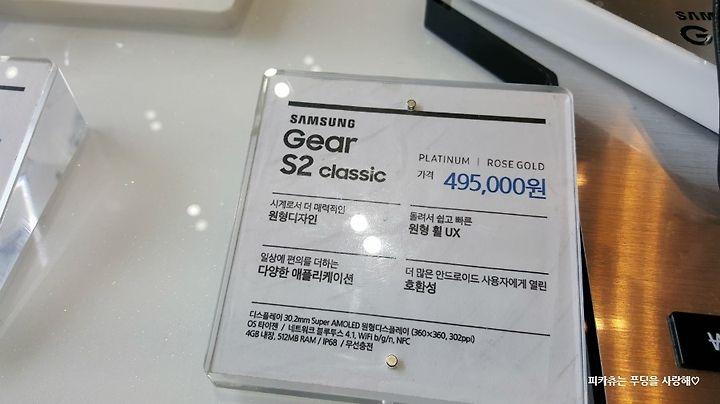 SAMSUNG
Gear
S2 classic
PLATINUM | ROSE GOLD
가격 495,000원
시계로서 더 매력적인
원형디자인
돌려서 쉽고 빠른
원형 휠 UX
일상에 편의를 더하는
다양한 애플리케이션
더 많은 안드로이드 사용자에게 열린
호환성
디스플레이 30.2mm Super AMOLED 원형디스플레이 (360×360, 302ppi)
OS 타이젠 / 네트워크 블루투스 4.1, WiFi b/g/n, NFC
4GB 내장, 512MB RAM / IP68 / 무선충전
피카츄는 푸딩을 사랑해♡